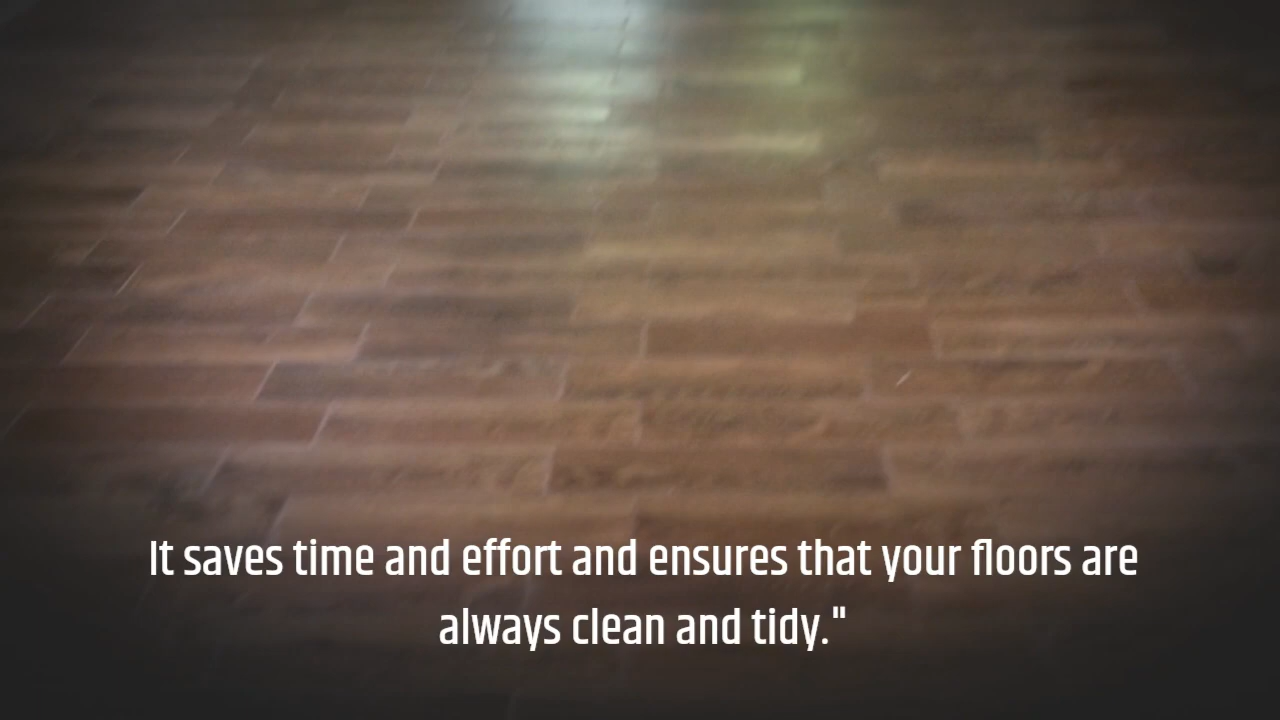 It saves time and effort and ensures that your floors are
always clean and tidy."